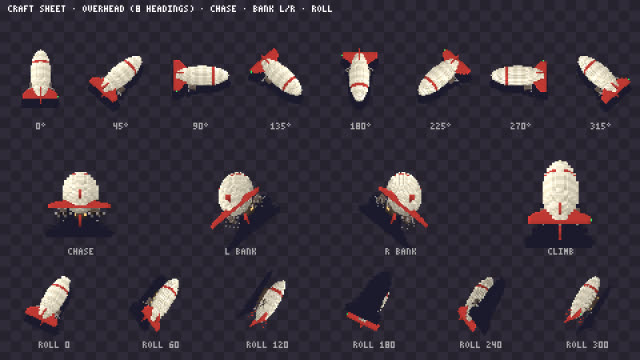 CRAFT SHEET · OVERHEAD (8 HEADINGS) · CHASE · BANK L/R · ROLL
0° 45° 90° 135° 180° 225° 270° 315°
CHASE L BANK R BANK CLIMB
ROLL 0 ROLL 60 ROLL 120 ROLL 180 ROLL 240 ROLL 300